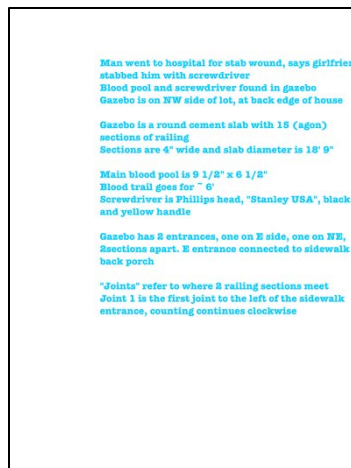 Man went to hospital for stab wound, says girlfrien
stabbed him with screwdriver
Blood pool and screwdriver found in gazebo
Gazebo is on NW side of lot, at back edge of house
Gazebo is a round cement slab with 15 (agon)
sections of railing
Sections are 4" wide and slab diameter is 18' 9"
Main blood pool is 9 1/2" x 6 1/2"
Blood trail goes for ~ 6'
Screwdriver is Phillips head, "Stanley USA", black
and yellow handle
Gazebo has 2 entrances, one on E side, one on NE,
2sections apart. E entrance connected to sidewalk
back porch
"Joints" refer to where 2 railing sections meet
Joint 1 is the first joint to the left of the sidewalk
entrance, counting continues clockwise